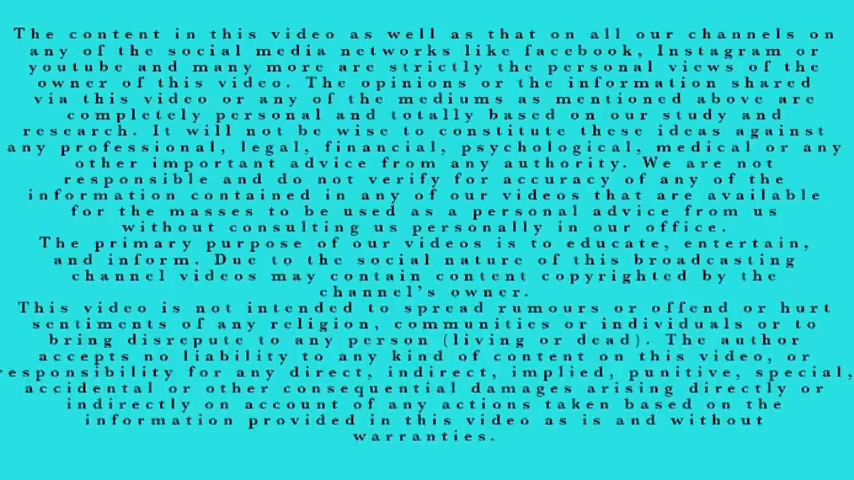 The content in this video as well as that on all our channels on
any of the social media networks like facebook, Instagram or
youtube and many more are strictly the personal views of the
owner of this video. The opinions or the information shared
via this video or any of the mediums as mentioned above are
completely personal and totally based on our study and
research. It will not be wise to constitute these ideas against
any professional, legal, financial, psychological, medical or any
other important advice from any authority. We are not
responsible and do not verify for accuracy of any of the
information contained in any of our videos that are available
for the masses to be used as a personal advice from us
without consulting us personally in our office.
The primary purpose of our videos is to educate, entertain,
and inform. Due to the social nature of this broadcasting
channel videos may contain content copyrighted by the
channel's owner.
This video is not intended to spread rumours or offend or hurt
sentiments of any religion, communities or individuals or to
bring disrepute to any person (living or dead). The author
accepts no liability to any kind of content on this video, or
responsibility for any direct, indirect, implied, punitive, special,
accidental or other consequential damages arising directly or
indirectly on account of any actions taken based on the
information provided in this video as is and without
warranties.